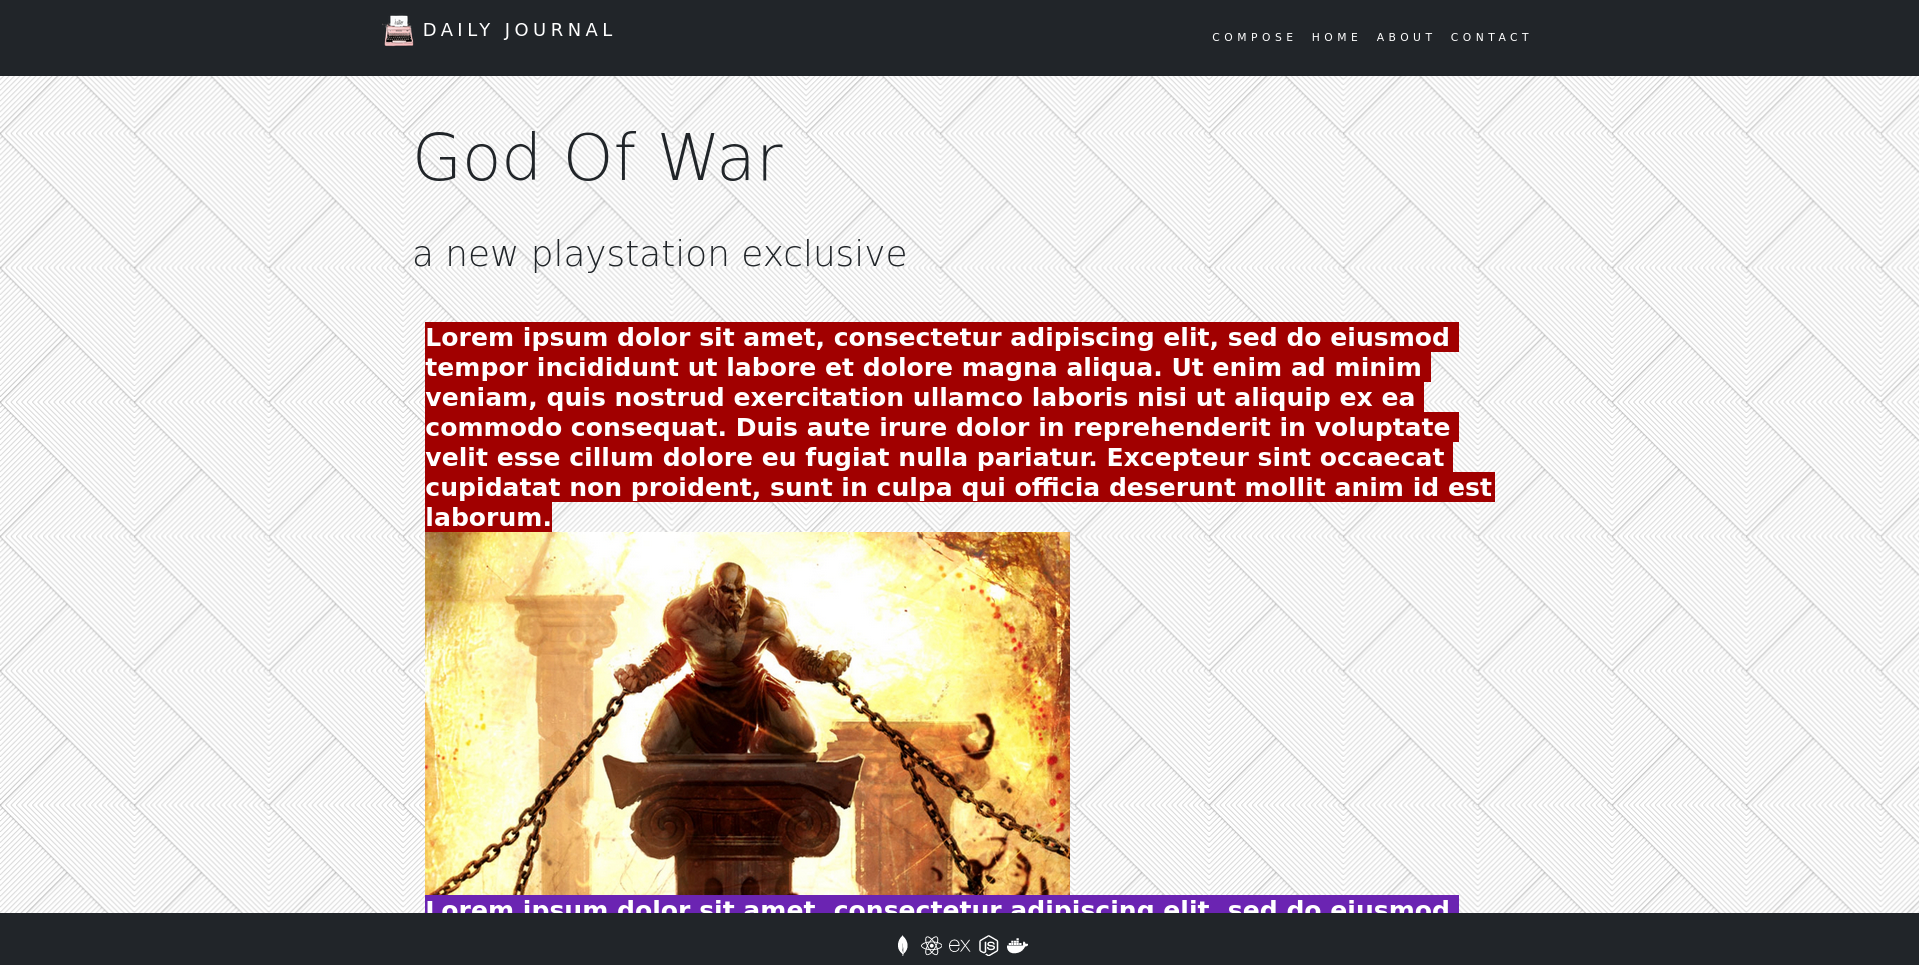 DAILY JOURNAL
COMPOSE HOME ABOUT CONTACT
God Of War
a new playstation exclusive
Lorem ipsum dolor sit amet, consectetur adipiscing elit, sed do eiusmod
tempor incididunt ut labore et dolore magna aliqua. Ut enim ad minim
veniam, quis nostrud exercitation ullamco laboris nisi ut aliquip ex ea
commodo consequat. Duis aute irure dolor in reprehenderit in voluptate
velit esse cillum dolore eu fugiat nulla pariatur. Excepteur sint occaecat
cupidatat non proident, sunt in culpa qui officia deserunt mollit anim id est
laborum.
Lorem ipsum dolor sit amet, consectetur adipiscing elit, sed do eiusmod
ex JS